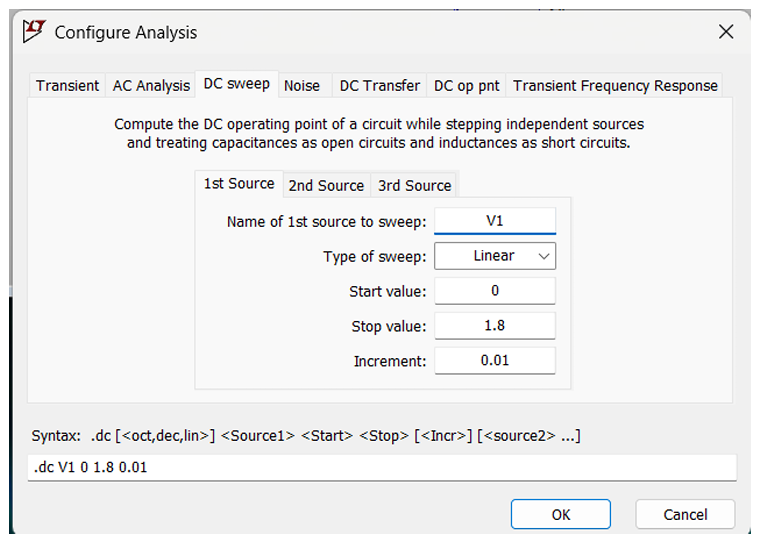 Configure Analysis
Transient AC Analysis DC sweep Noise DC Transfer DC op pnt Transient Frequency Response
Compute the DC operating point of a circuit while stepping independent sources
and treating capacitances as open circuits and inductances as short circuits.
1st Source 2nd Source 3rd Source
Name of 1st source to sweep: V1
Type of sweep: Linear
Start value: 0
Stop value: 1.8
Increment: 0.01
Syntax: .dc [<oct,dec,lin>] <Source1> <Start> <Stop> [<Incr>] [<source2> ...]
.dc V1 0 1.8 0.01
OK Cancel